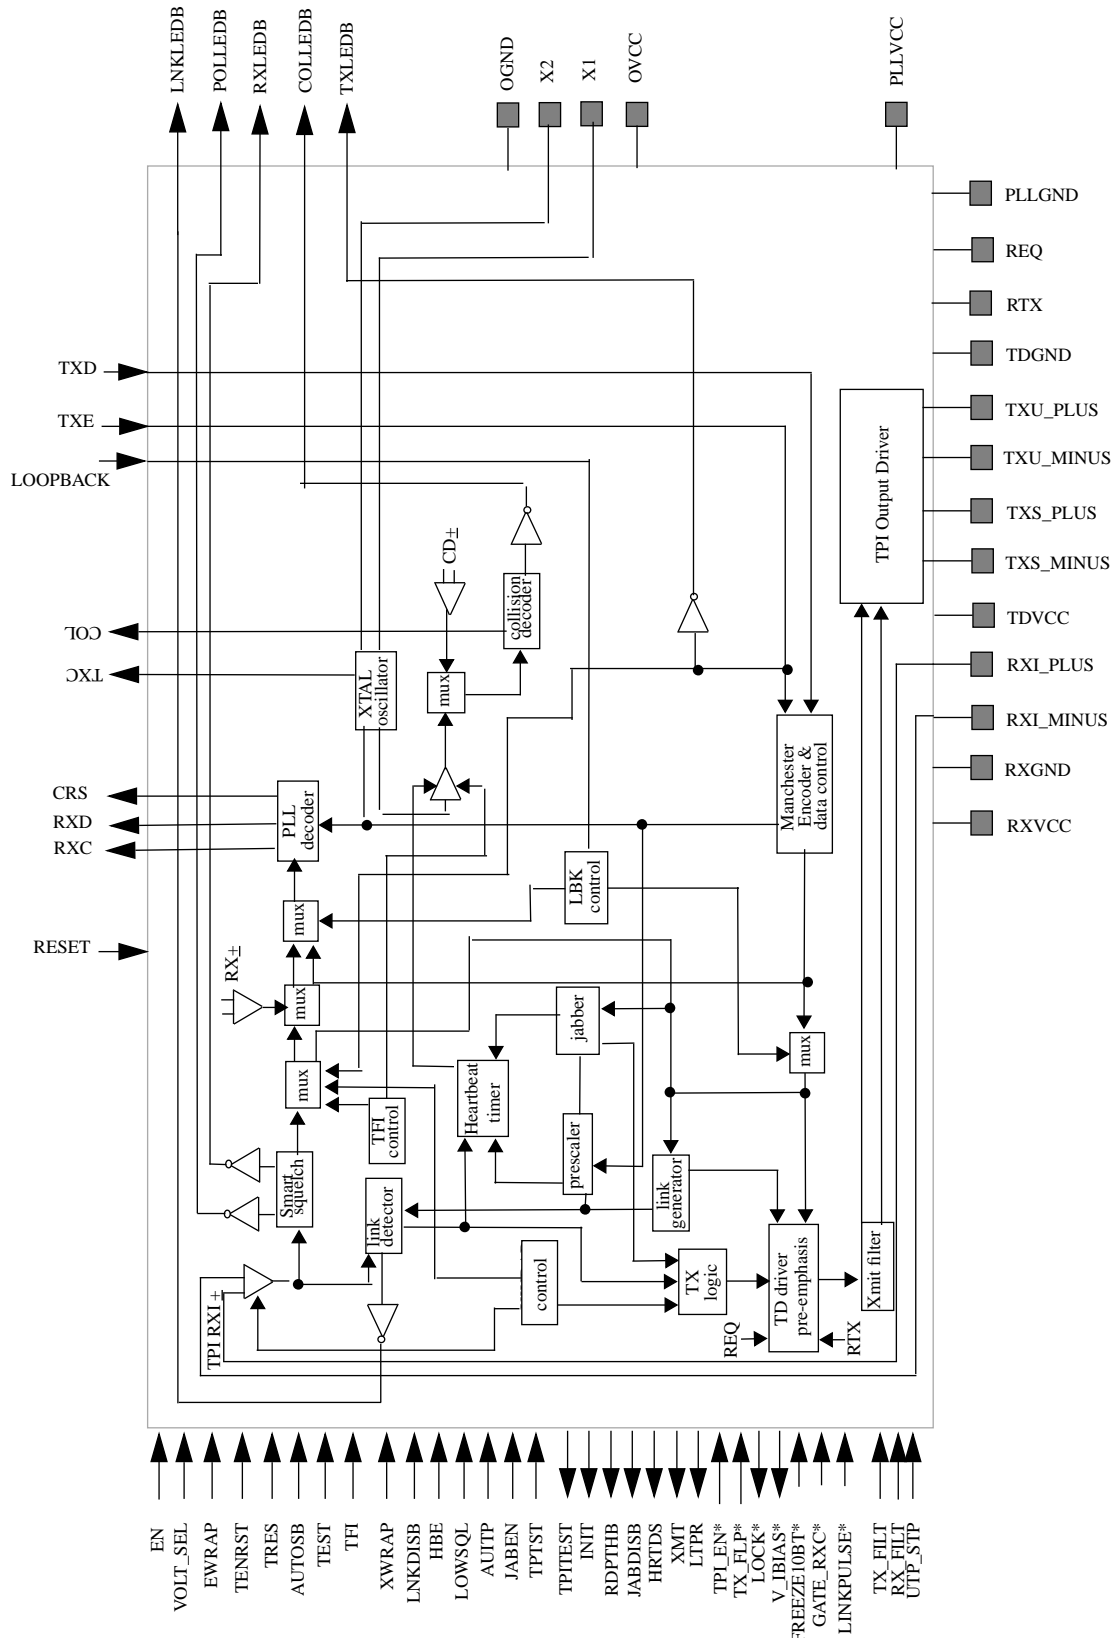 LNKLEDB
POLLEDB
RXLEDB
COLLEDB
TXLEDB
OGND
X2
X1
OVCC
PLLVCC
PLLGND
REQ
RTX
TDGND
TXU_PLUS
TXU_MINUS
TXS_PLUS
TXS_MINUS
TDVCC
RXI_PLUS
RXI_MINUS
RXGND
RXVCC
TXD
TXE
LOOPBACK
COL
TXC
CRS
RXD
RXC
RESET
TPI Output Driver
CD±
collision
decoder
mux
XTAL
oscillator
Manchester
Encoder &
data control
PLL
decoder
LBK
control
mux
RX±
mux
jabber
mux
mux
Heartbeat
timer
TFI
control
prescaler
Smart
squelch
link
detector
link
generator
control
TX
logic
TD driver
pre-emphasis
Xmit filter
TPI RXI ±
REQ
RTX
EN
VOLT_SEL
EWRAP
TENRST
TRES
AUTOSB
TEST
TFI
XWRAP
LNKDISB
HBE
LOWSQL
AUITP
JABEN
TPTST
TPITEST
INIT
RDPTHB
JABDISB
HRTDS
XMT
LTPR
TPI_EN*
TX_FLP*
LOCK*
V_IBIAS*
FREEZE10BT*
GATE_RXC*
LINKPULSE*
TX_FILT
RX_FILT
UTP_STP